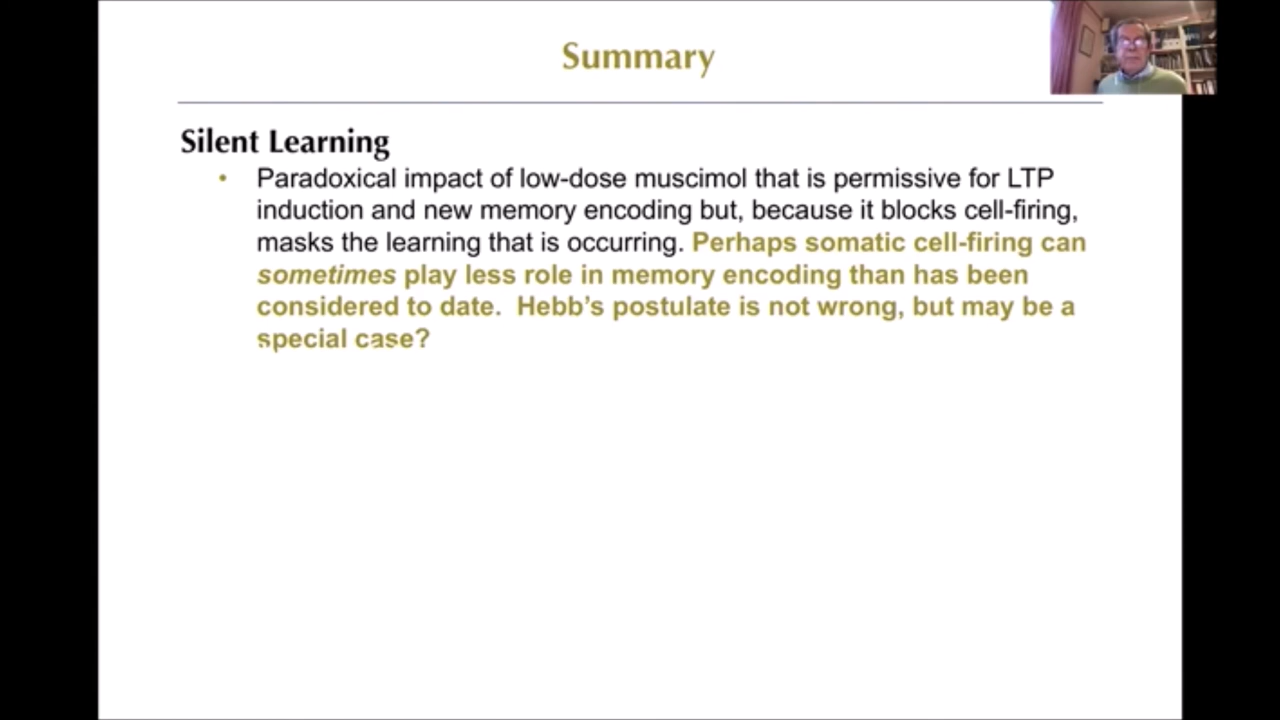 Summary
Silent Learning
• Paradoxical impact of low-dose muscimol that is permissive for LTP
induction and new memory encoding but, because it blocks cell-firing,
masks the learning that is occurring. Perhaps somatic cell-firing can
sometimes play less role in memory encoding than has been
considered to date.  Hebb’s postulate is not wrong, but may be a
special case?